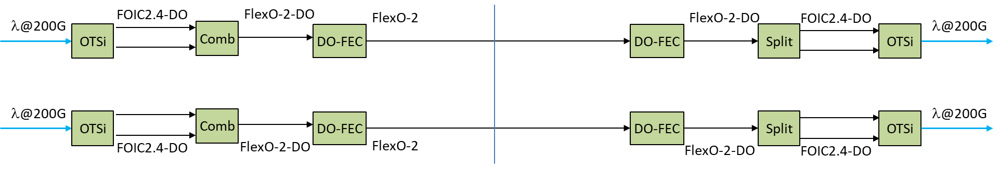 FOIC2.4-DO
FlexO-2-DO
FlexO-2
FlexO-2-DO
FOIC2.4-DO
λ@200G
λ@200G
OTSi
Comb
DO-FEC
DO-FEC
Split
OTSi
λ@200G
λ@200G
OTSi
Comb
DO-FEC
DO-FEC
Split
OTSi
FOIC2.4-DO
FlexO-2-DO
FlexO-2
FlexO-2-DO
FOIC2.4-DO